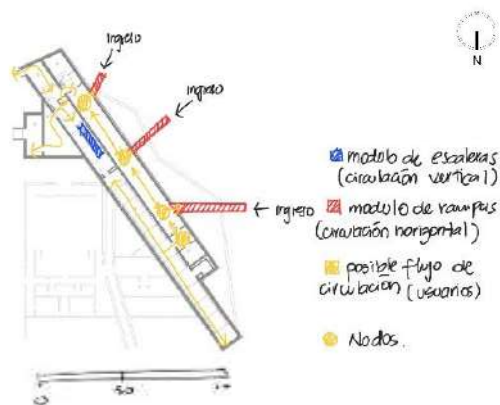 Ingreso
Ingreso
← Ingreso
N
modulo de escaleras
(circulación vertical)
modulo de rampas
(circulación horizontal)
posible flujo de
circulación (usuarios)
Nodos.
0